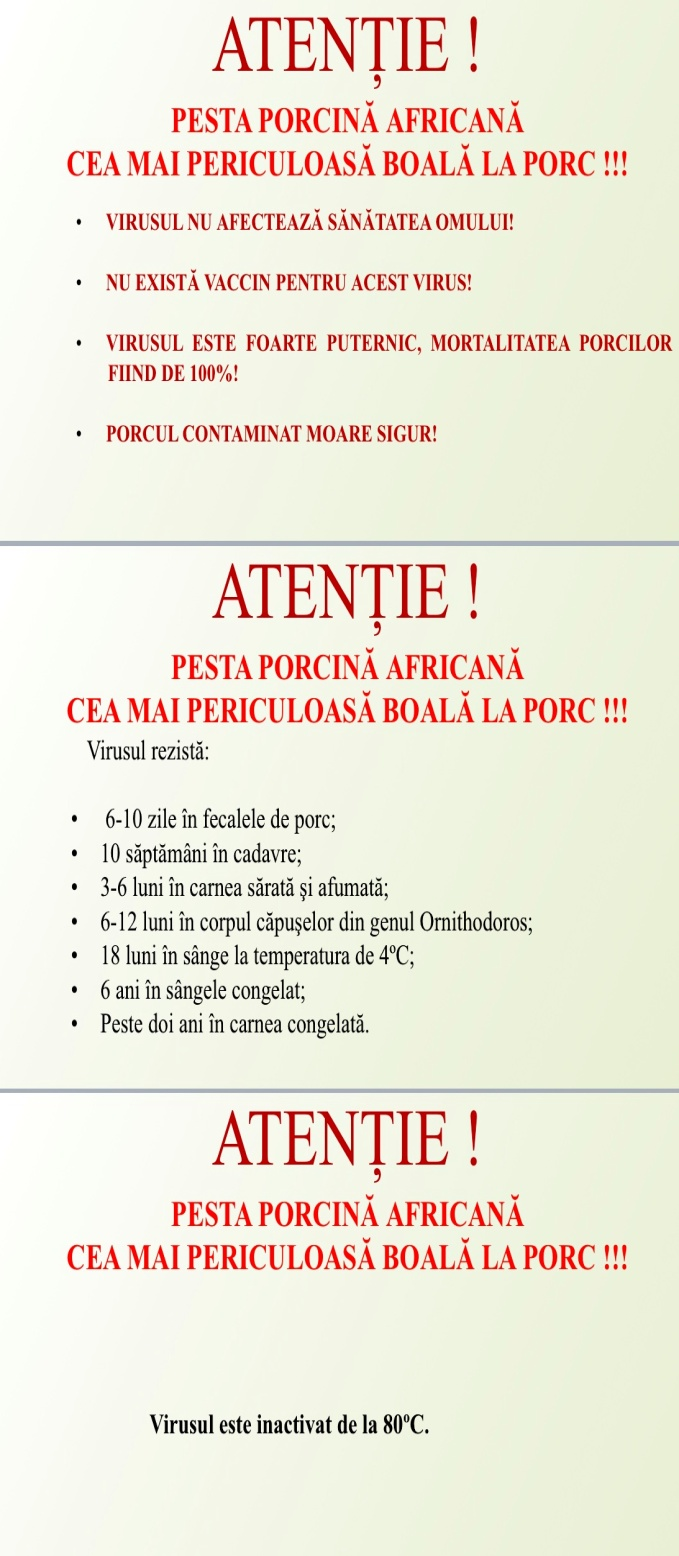 ATENȚIE !
PESTA PORCINĂ AFRICANĂ
CEA MAI PERICULOASĂ BOALĂ LA PORC !!!
• VIRUSUL NU AFECTEAZĂ SĂNĂTATEA OMULUI!
• NU EXISTĂ VACCIN PENTRU ACEST VIRUS!
• VIRUSUL ESTE FOARTE PUTERNIC, MORTALITATEA PORCILOR
FIIND DE 100%!
• PORCUL CONTAMINAT MOARE SIGUR!
ATENȚIE !
PESTA PORCINĂ AFRICANĂ
CEA MAI PERICULOASĂ BOALĂ LA PORC !!!
Virusul rezistă:
• 6-10 zile în fecalele de porc;
• 10 săptămâni în cadavre;
• 3-6 luni în carnea sărată şi afumată;
• 6-12 luni în corpul căpuşelor din genul Ornithodoros;
• 18 luni în sânge la temperatura de 4ºC;
• 6 ani în sângele congelat;
• Peste doi ani în carnea congelată.
ATENȚIE !
PESTA PORCINĂ AFRICANĂ
CEA MAI PERICULOASĂ BOALĂ LA PORC !!!
Virusul este inactivat de la 80ºC.